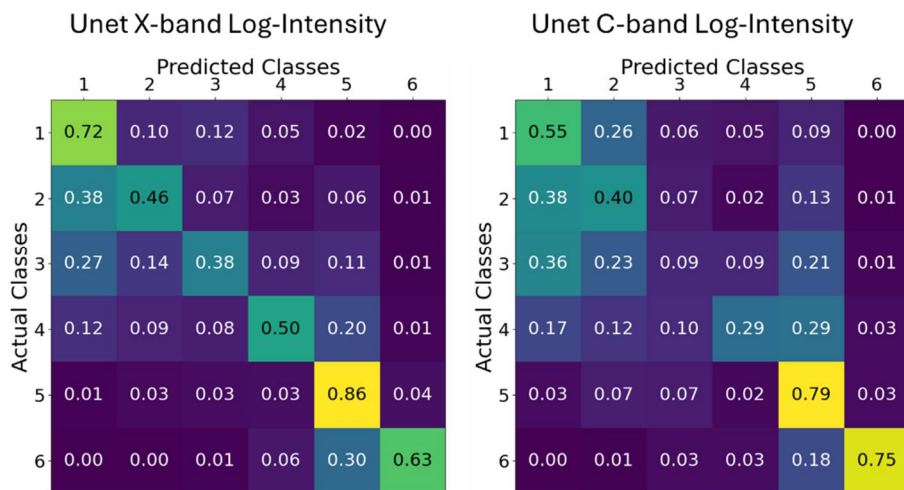 Unet X-band Log-Intensity
Predicted Classes
1 2 3 4 5 6
Actual Classes
1 0.72 0.10 0.12 0.05 0.02 0.00
2 0.38 0.46 0.07 0.03 0.06 0.01
3 0.27 0.14 0.38 0.09 0.11 0.01
4 0.12 0.09 0.08 0.50 0.20 0.01
5 0.01 0.03 0.03 0.03 0.86 0.04
6 0.00 0.00 0.01 0.06 0.30 0.63
Unet C-band Log-Intensity
Predicted Classes
1 2 3 4 5 6
Actual Classes
1 0.55 0.26 0.06 0.05 0.09 0.00
2 0.38 0.40 0.07 0.02 0.13 0.01
3 0.36 0.23 0.09 0.09 0.21 0.01
4 0.17 0.12 0.10 0.29 0.29 0.03
5 0.03 0.07 0.07 0.02 0.79 0.03
6 0.00 0.01 0.03 0.03 0.18 0.75